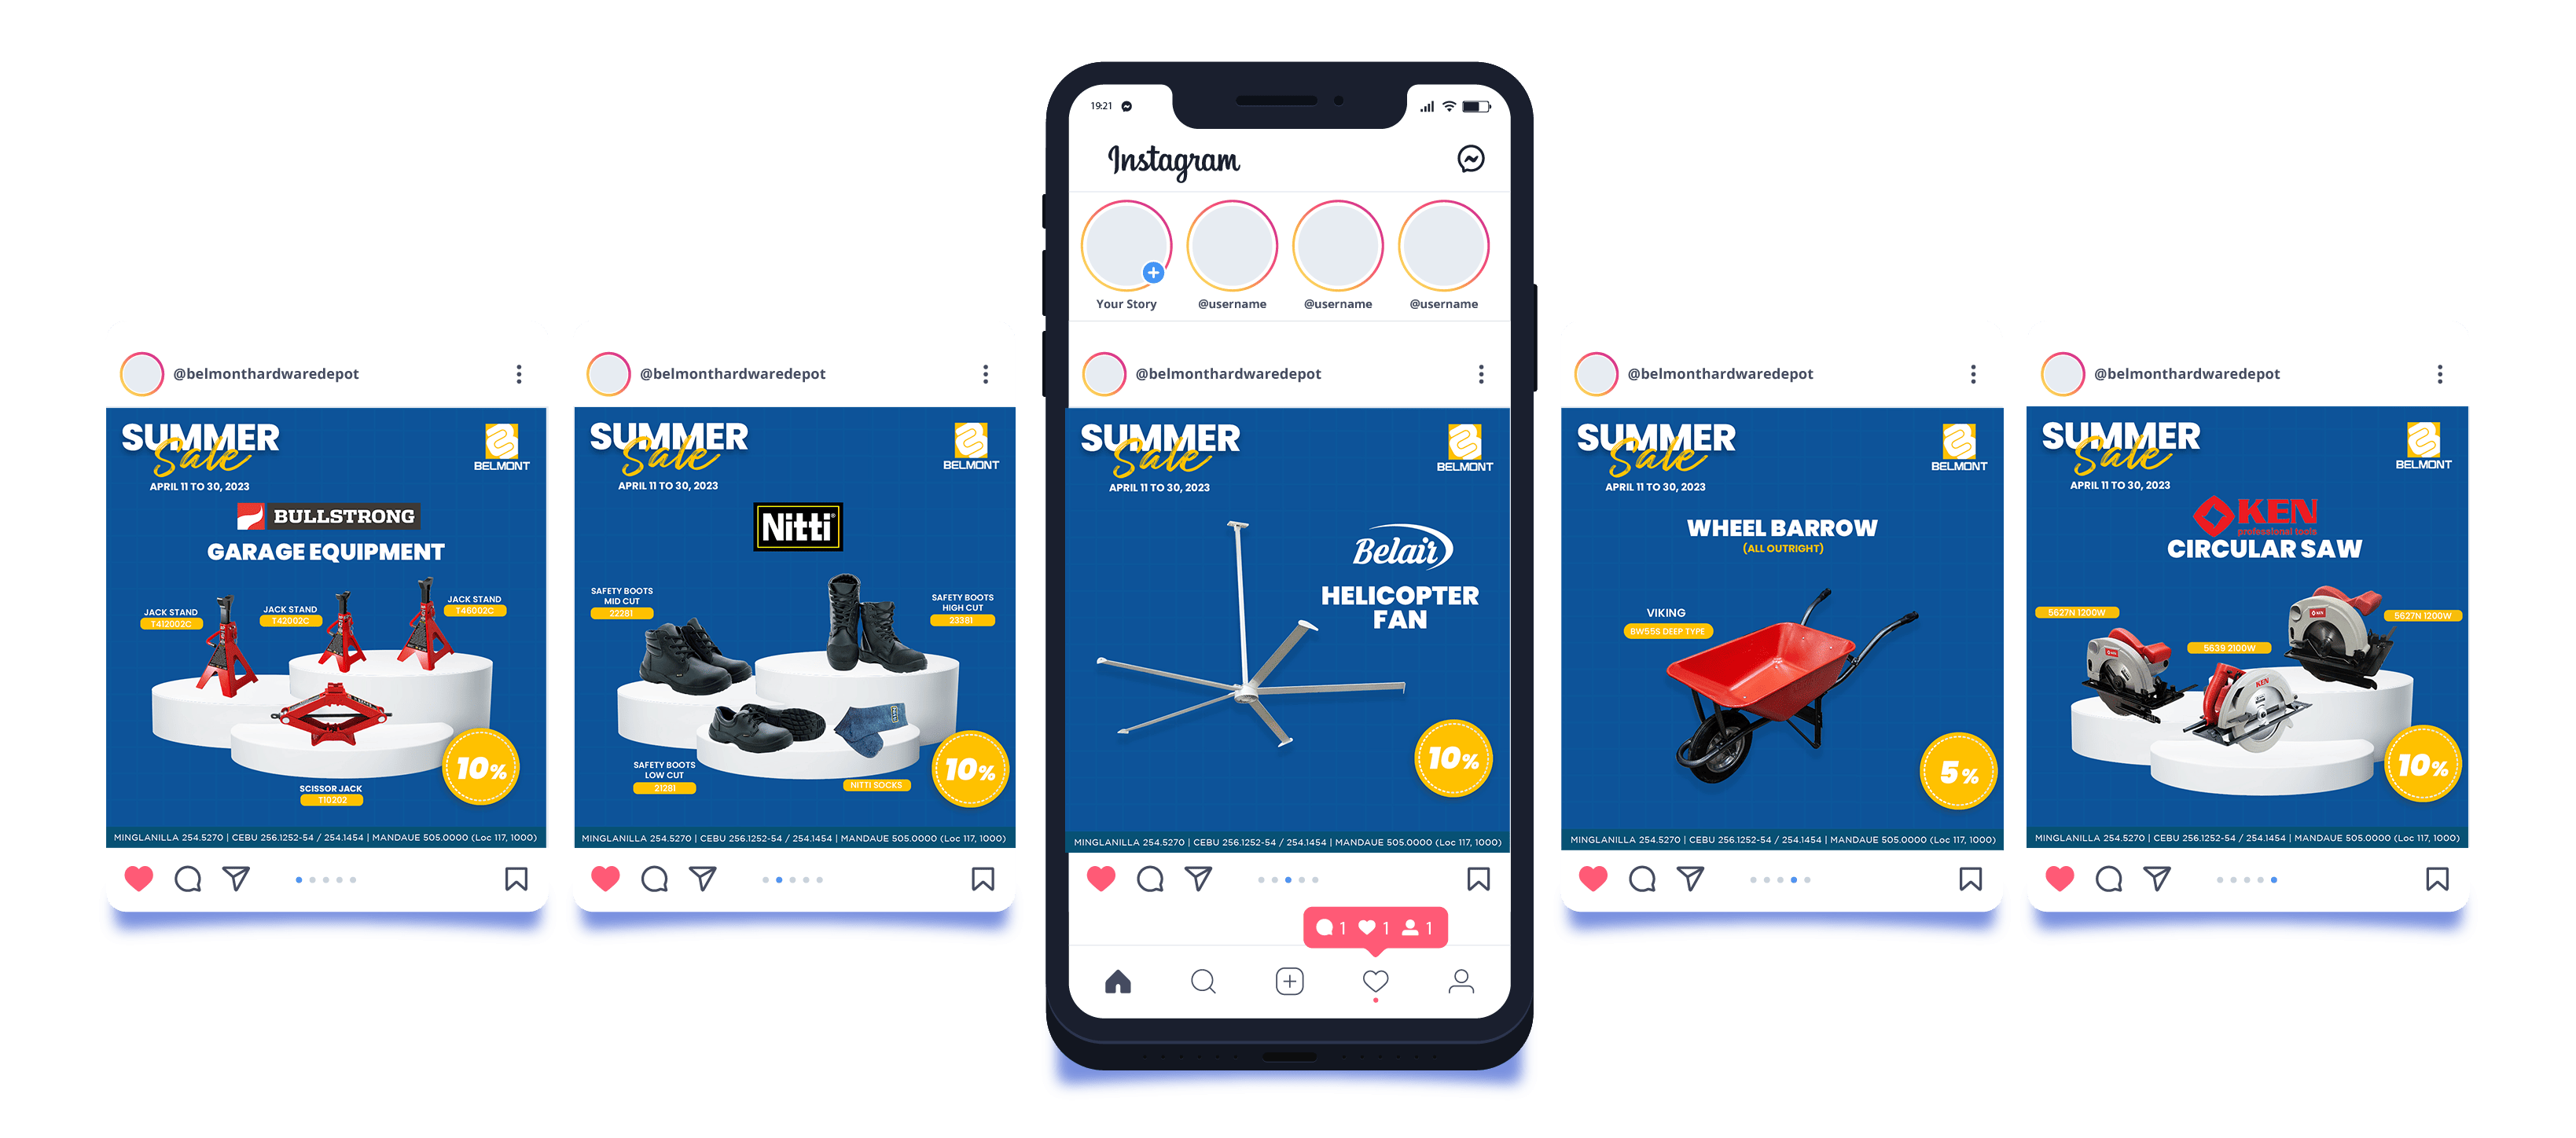 @belmonthardwaredepot
SUMMER
Sale
APRIL 11 TO 30, 2023
BELMONT
BULLSTRONG
GARAGE EQUIPMENT
JACK STAND
T412002C
JACK STAND
T42002C
JACK STAND
T46002C
SCISSOR JACK
T10202
10%
MINGLANILLA 254.5270 | CEBU 256.1252-54 / 254.1454 | MANDAUE 505.0000 (Loc 117, 1000)
@belmonthardwaredepot
SUMMER
Sale
APRIL 11 TO 30, 2023
BELMONT
Nitti®
SAFETY BOOTS
MID CUT
22281
SAFETY BOOTS
HIGH CUT
23381
SAFETY BOOTS
LOW CUT
21281
NITTI SOCKS
10%
MINGLANILLA 254.5270 | CEBU 256.1252-54 / 254.1454 | MANDAUE 505.0000 (Loc 117, 1000)
19:21
Instagram
Your Story
@username
@username
@username
@belmonthardwaredepot
SUMMER
Sale
APRIL 11 TO 30, 2023
BELMONT
Belair
HELICOPTER
FAN
10%
MINGLANILLA 254.5270 | CEBU 256.1252-54 / 254.1454 | MANDAUE 505.0000 (Loc 117, 1000)
1 1 1
@belmonthardwaredepot
SUMMER
Sale
APRIL 11 TO 30, 2023
BELMONT
WHEEL BARROW
(ALL OUTRIGHT)
VIKING
BW55S DEEP TYPE
5%
MINGLANILLA 254.5270 | CEBU 256.1252-54 / 254.1454 | MANDAUE 505.0000 (Loc 117, 1000)
@belmonthardwaredepot
SUMMER
Sale
APRIL 11 TO 30, 2023
BELMONT
KEN
professional tools
CIRCULAR SAW
5627N 1200W
5639 2100W
5627N 1200W
KEN
10%
MINGLANILLA 254.5270 | CEBU 256.1252-54 / 254.1454 | MANDAUE 505.0000 (Loc 117, 1000)